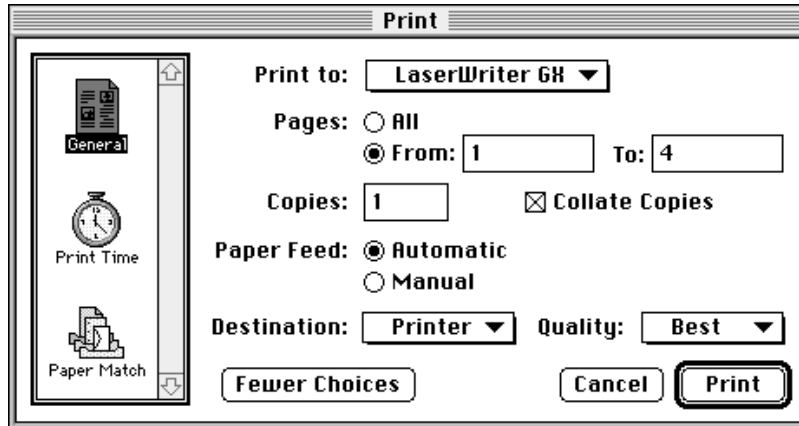 Print
General
Print Time
Paper Match
Print to: LaserWriter GX
Pages: All
From: 1 To: 4
Copies: 1 Collate Copies
Paper Feed: Automatic
Manual
Destination: Printer Quality: Best
Fewer Choices Cancel Print